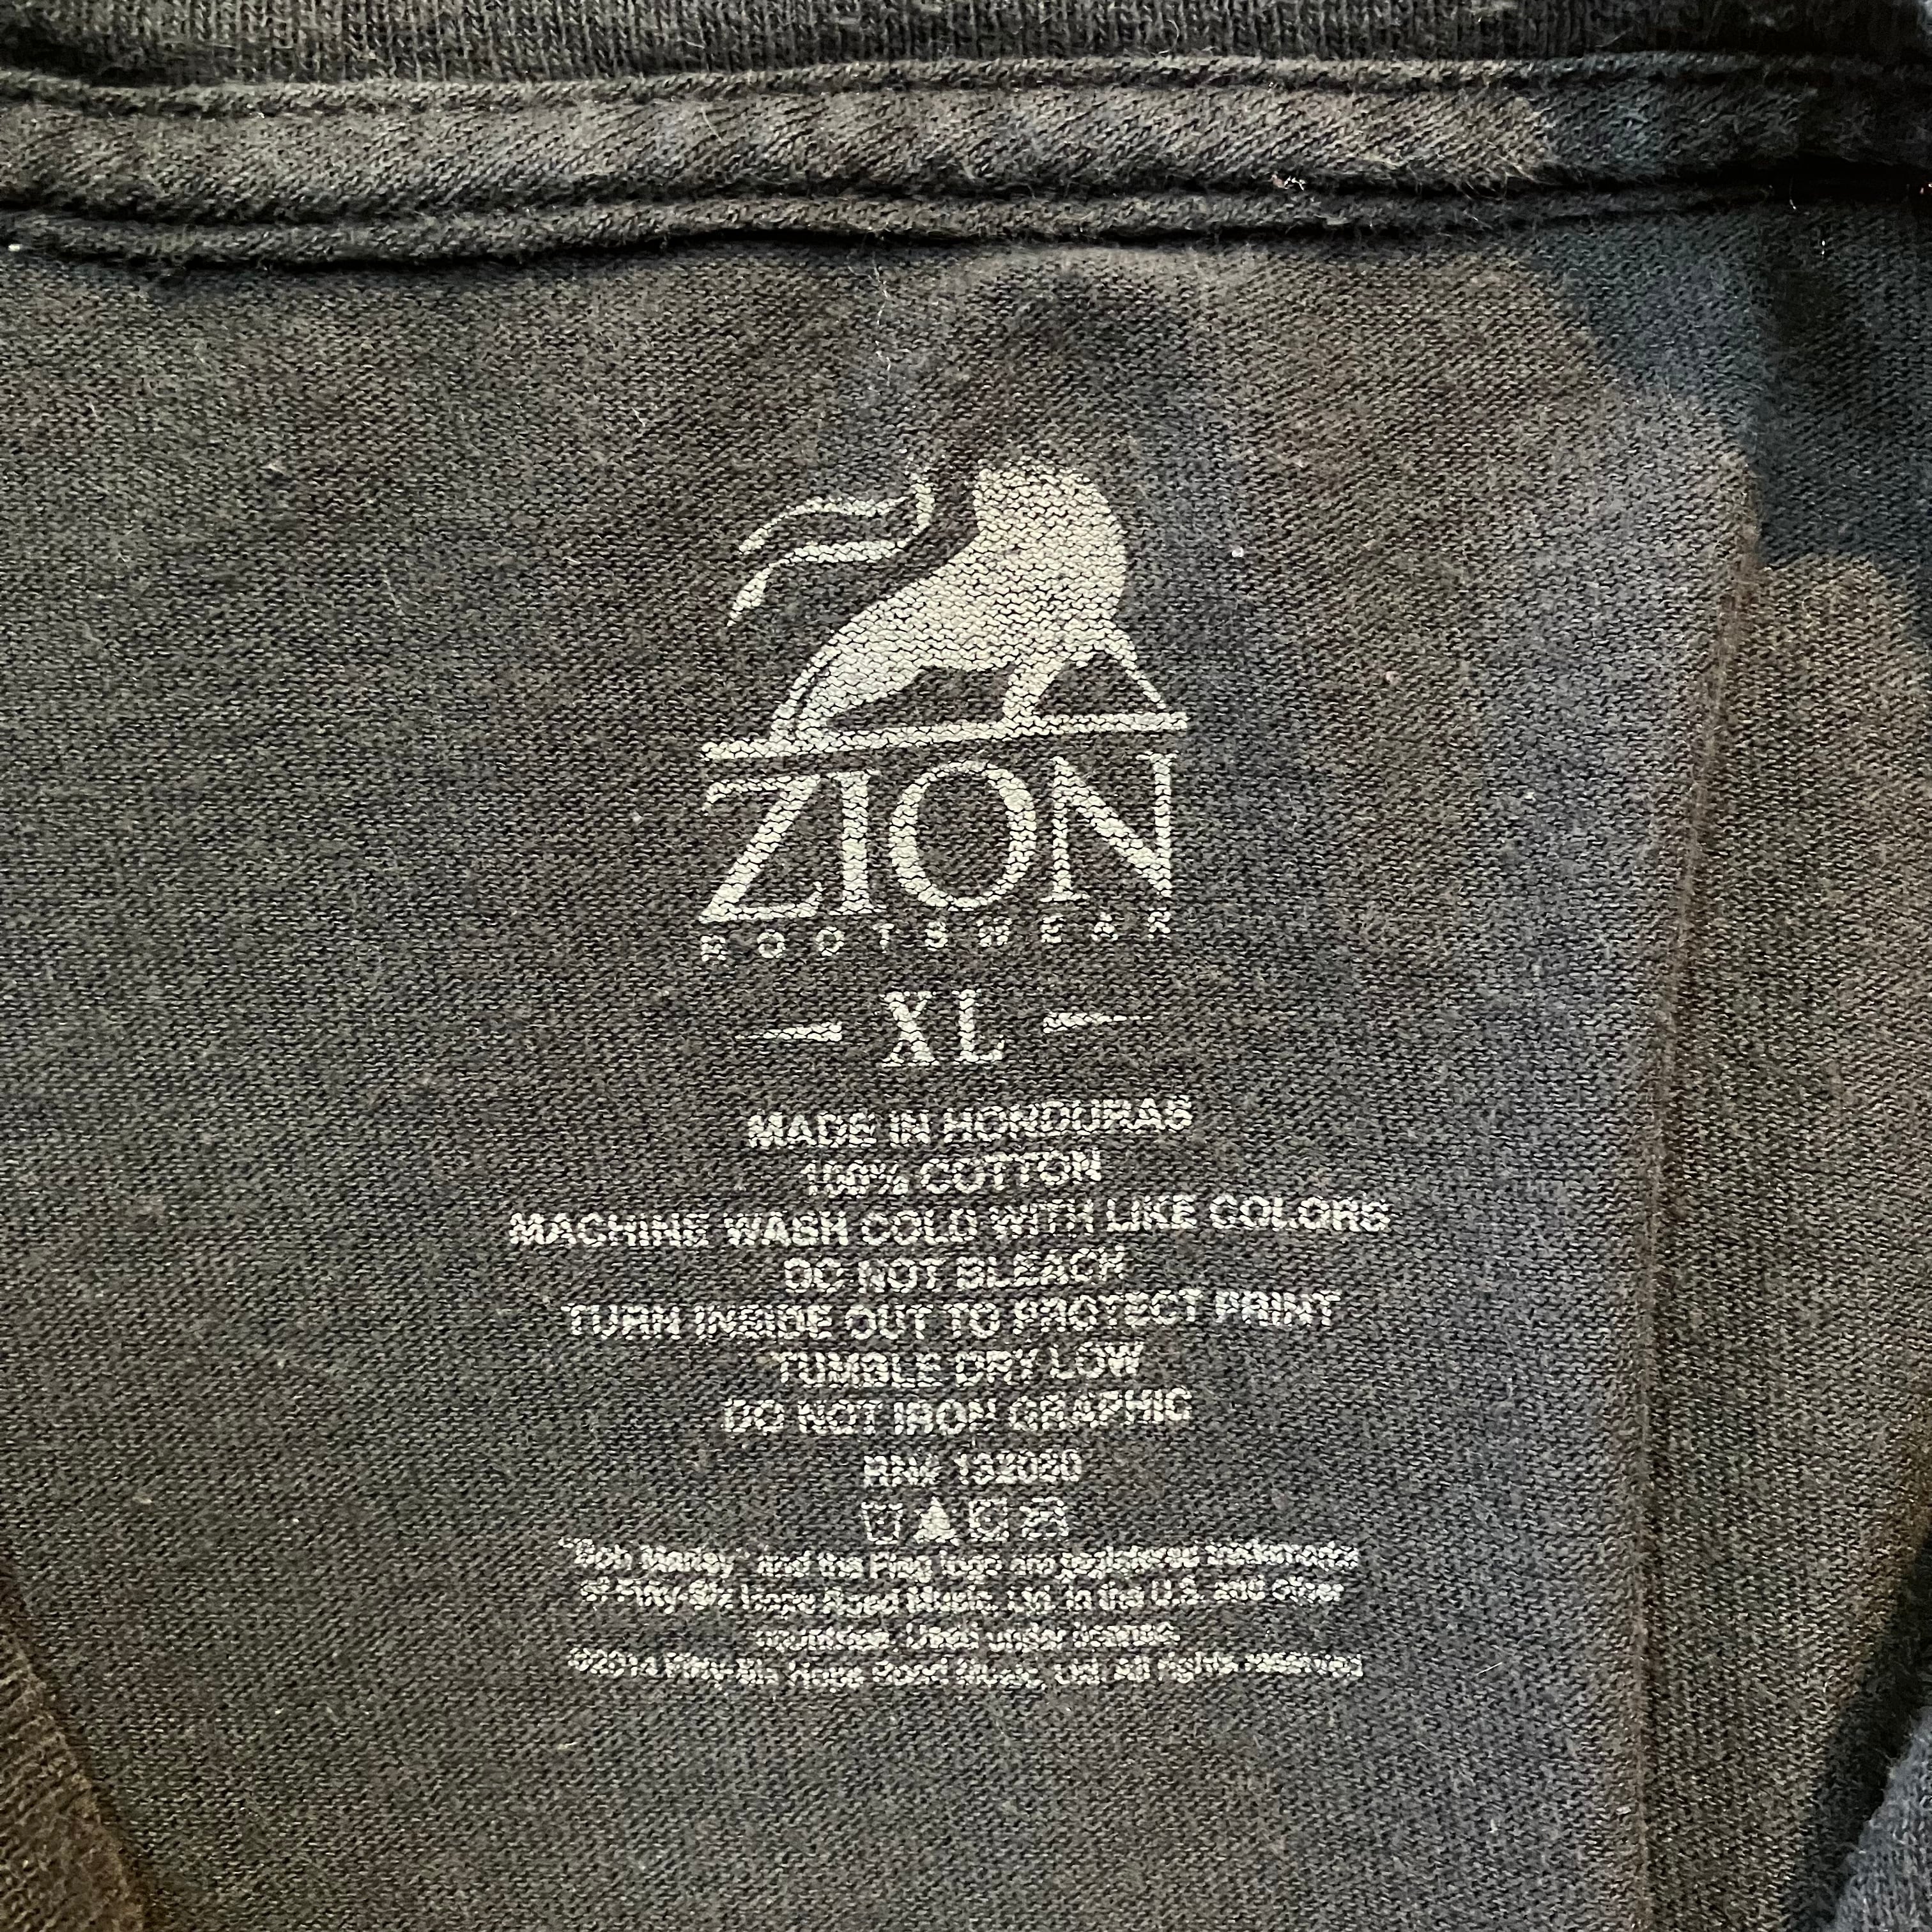 ZION
ROOTSWEAR
XL
MADE IN HONDURAS
100% COTTON
MACHINE WASH COLD WITH LIKE COLORS
DO NOT BLEACH
TURN INSIDE OUT TO PROTECT PRINT
TUMBLE DRY LOW
DO NOT IRON GRAPHIC
RN# 132080
"Bob Marley" and the Flag logo are registered trademarks
of Fifty-Six Hope Road Music, Ltd. in the U.S. and other
countries. Used under license.
©2014 Fifty-Six Hope Road Music, Ltd. All rights reserved